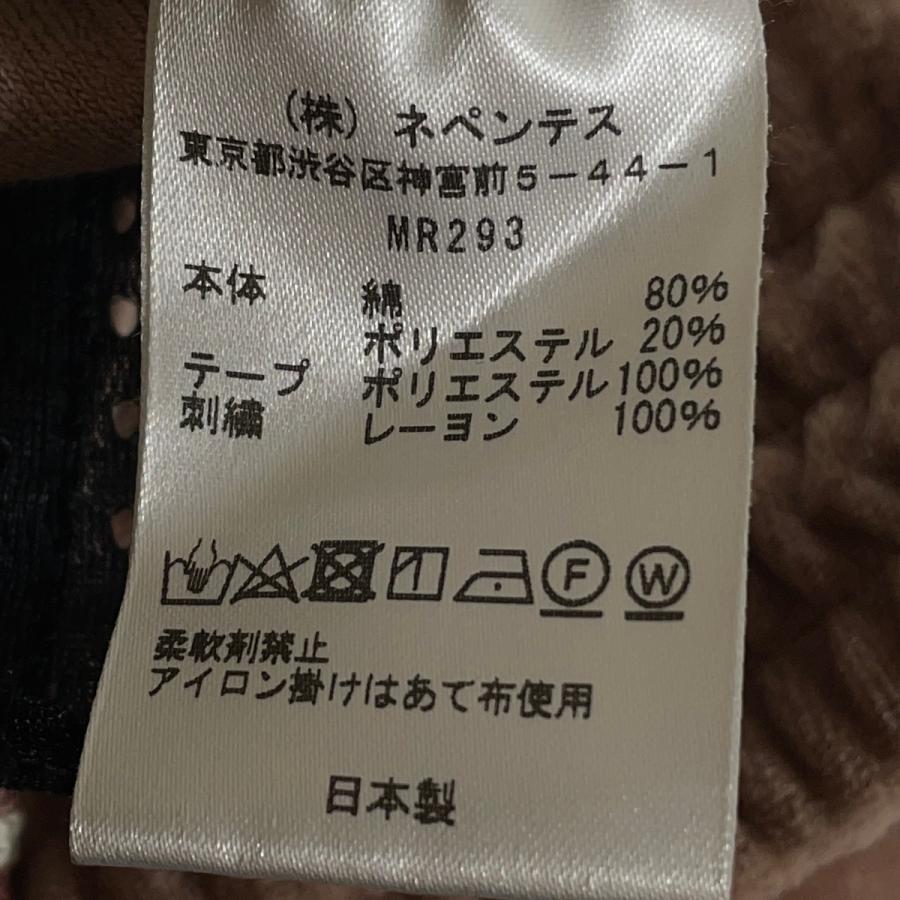 (株) ネペンテス
東京都渋谷区神宮前5-44-1
MR293
本体 綿 80%
ポリエステル 20%
テープ ポリエステル 100%
刺繍 レーヨン 100%
F W
柔軟剤禁止
アイロン掛けはあて布使用
日本製